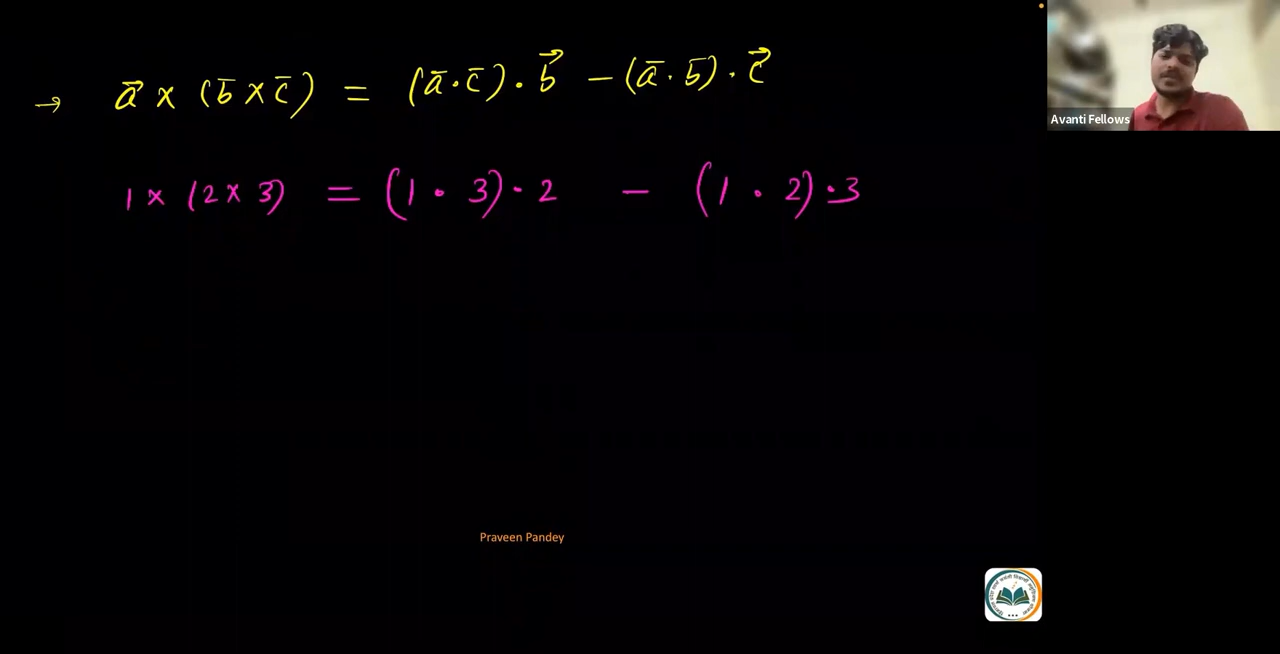 → a⃗ × (b̄ × c̄) = (ā · c̄) · b⃗ − (ā · b̄) · c⃗
1 × (2 × 3) = (1 · 3) · 2 − (1 · 2) · 3
Avanti Fellows
Praveen Pandey